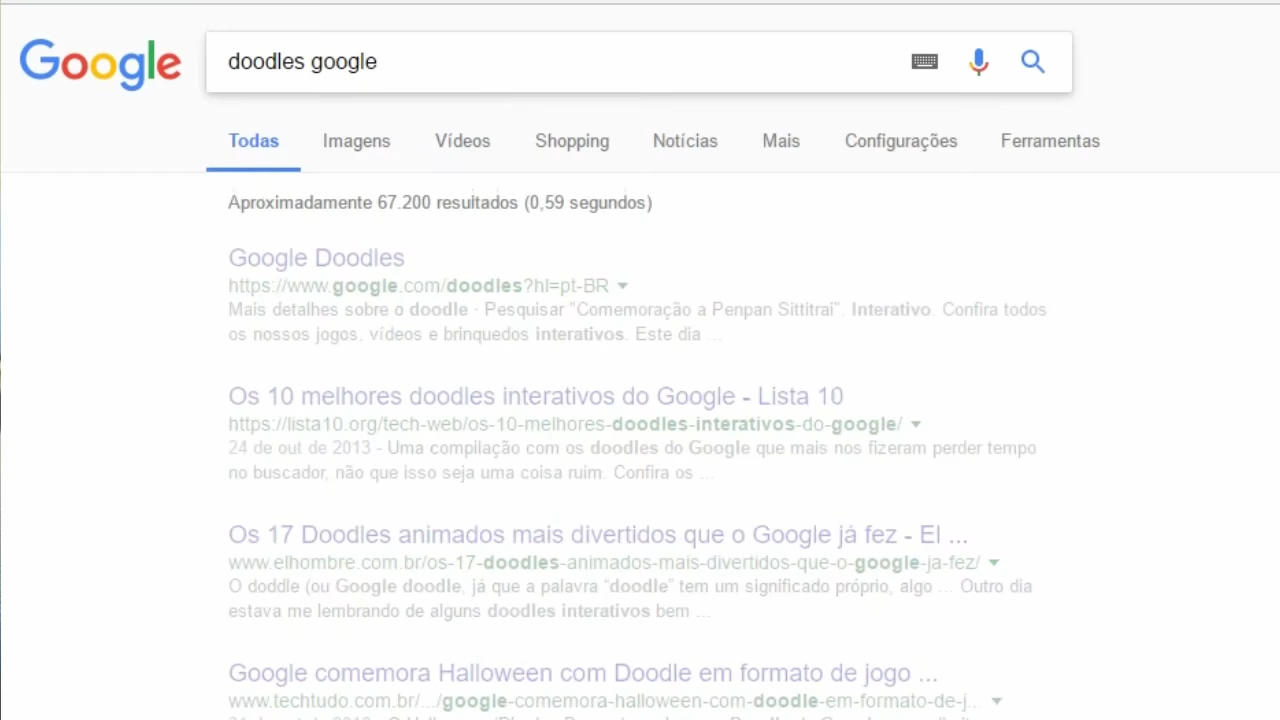 Google
doodles google
Todas Imagens Vídeos Shopping Notícias Mais Configurações Ferramentas
Aproximadamente 67.200 resultados (0,59 segundos)
Google Doodles
https://www.google.com/doodles?hl=pt-BR
Mais detalhes sobre o doodle · Pesquisar "Comemoração a Penpan Sittitrai". Interativo. Confira todos
os nossos jogos, vídeos e brinquedos interativos. Este dia ...
Os 10 melhores doodles interativos do Google - Lista 10
https://lista10.org/tech-web/os-10-melhores-doodles-interativos-do-google/
24 de out de 2013 - Uma compilação com os doodles do Google que mais nos fizeram perder tempo
no buscador, não que isso seja uma coisa ruim. Confira os ...
Os 17 Doodles animados mais divertidos que o Google já fez - El ...
www.elhombre.com.br/os-17-doodles-animados-mais-divertidos-que-o-google-ja-fez/
O doddle (ou Google doodle, já que a palavra “doodle” tem um significado próprio, algo ... Outro dia
estava me lembrando de alguns doodles interativos bem ...
Google comemora Halloween com Doodle em formato de jogo ...
www.techtudo.com.br/.../google-comemora-halloween-com-doodle-em-formato-de-j...